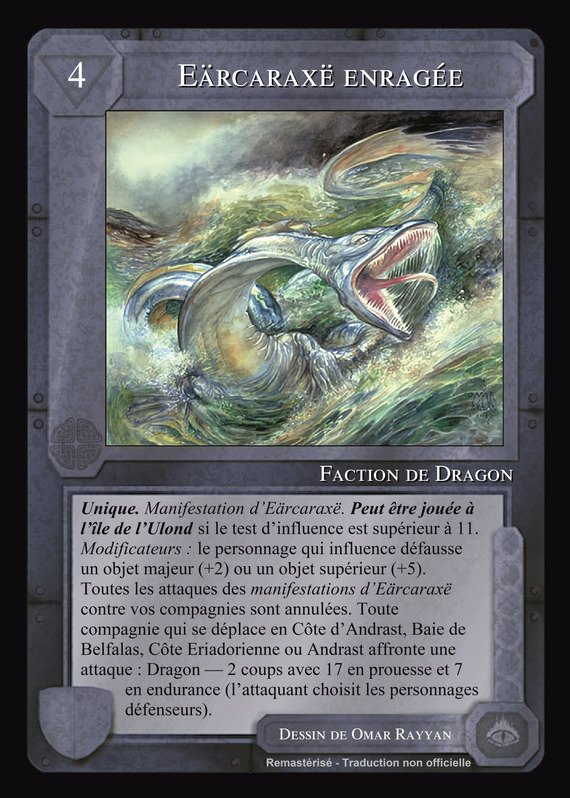 4
Eärcaraxë enragée
Faction de Dragon
Unique. Manifestation d'Eärcaraxë. Peut être jouée à
l'île de l'Ulond si le test d'influence est supérieur à 11.
Modificateurs : le personnage qui influence défausse
un objet majeur (+2) ou un objet supérieur (+5).
Toutes les attaques des manifestations d'Eärcaraxë
contre vos compagnies sont annulées. Toute
compagnie qui se déplace en Côte d'Andrast, Baie de
Belfalas, Côte Eriadorienne ou Andrast affronte une
attaque : Dragon — 2 coups avec 17 en prouesse et 7
en endurance (l'attaquant choisit les personnages
défenseurs).
Dessin de Omar Rayyan
Remastérisé - Traduction non officielle